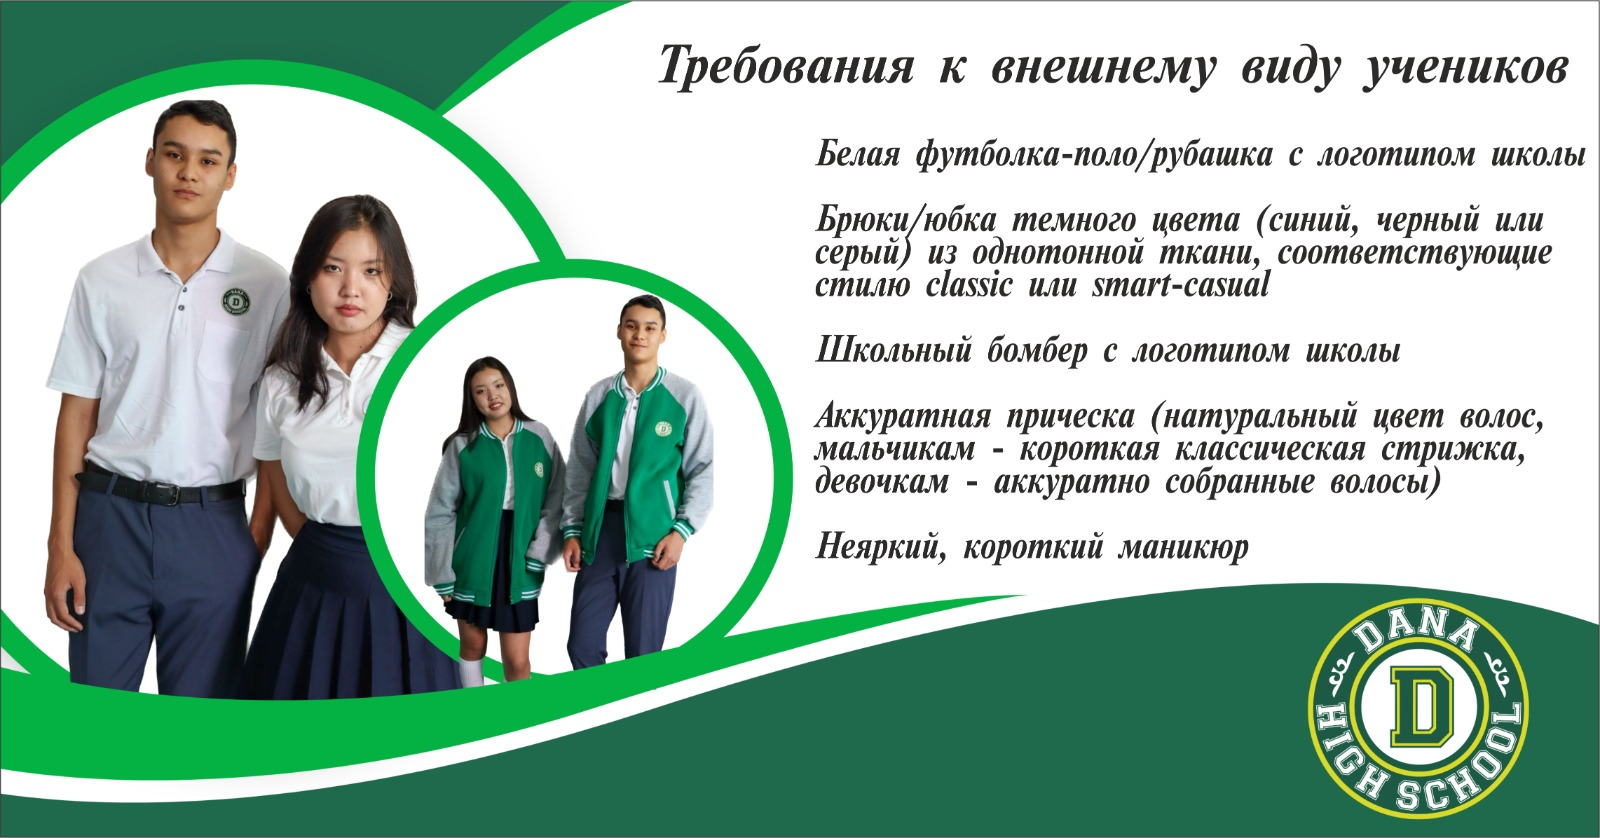 Требования к внешнему виду учеников
Белая футболка-поло/рубашка с логотипом школы
Брюки/юбка темного цвета (синий, черный или
серый) из однотонной ткани, соответствующие
стилю classic или smart-casual
Школьный бомбер с логотипом школы
Аккуратная прическа (натуральный цвет волос,
мальчикам - короткая классическая стрижка,
девочкам - аккуратно собранные волосы)
Неяркий, короткий маникюр
DANA
D
HIGH SCHOOL
DANA
D
D
D